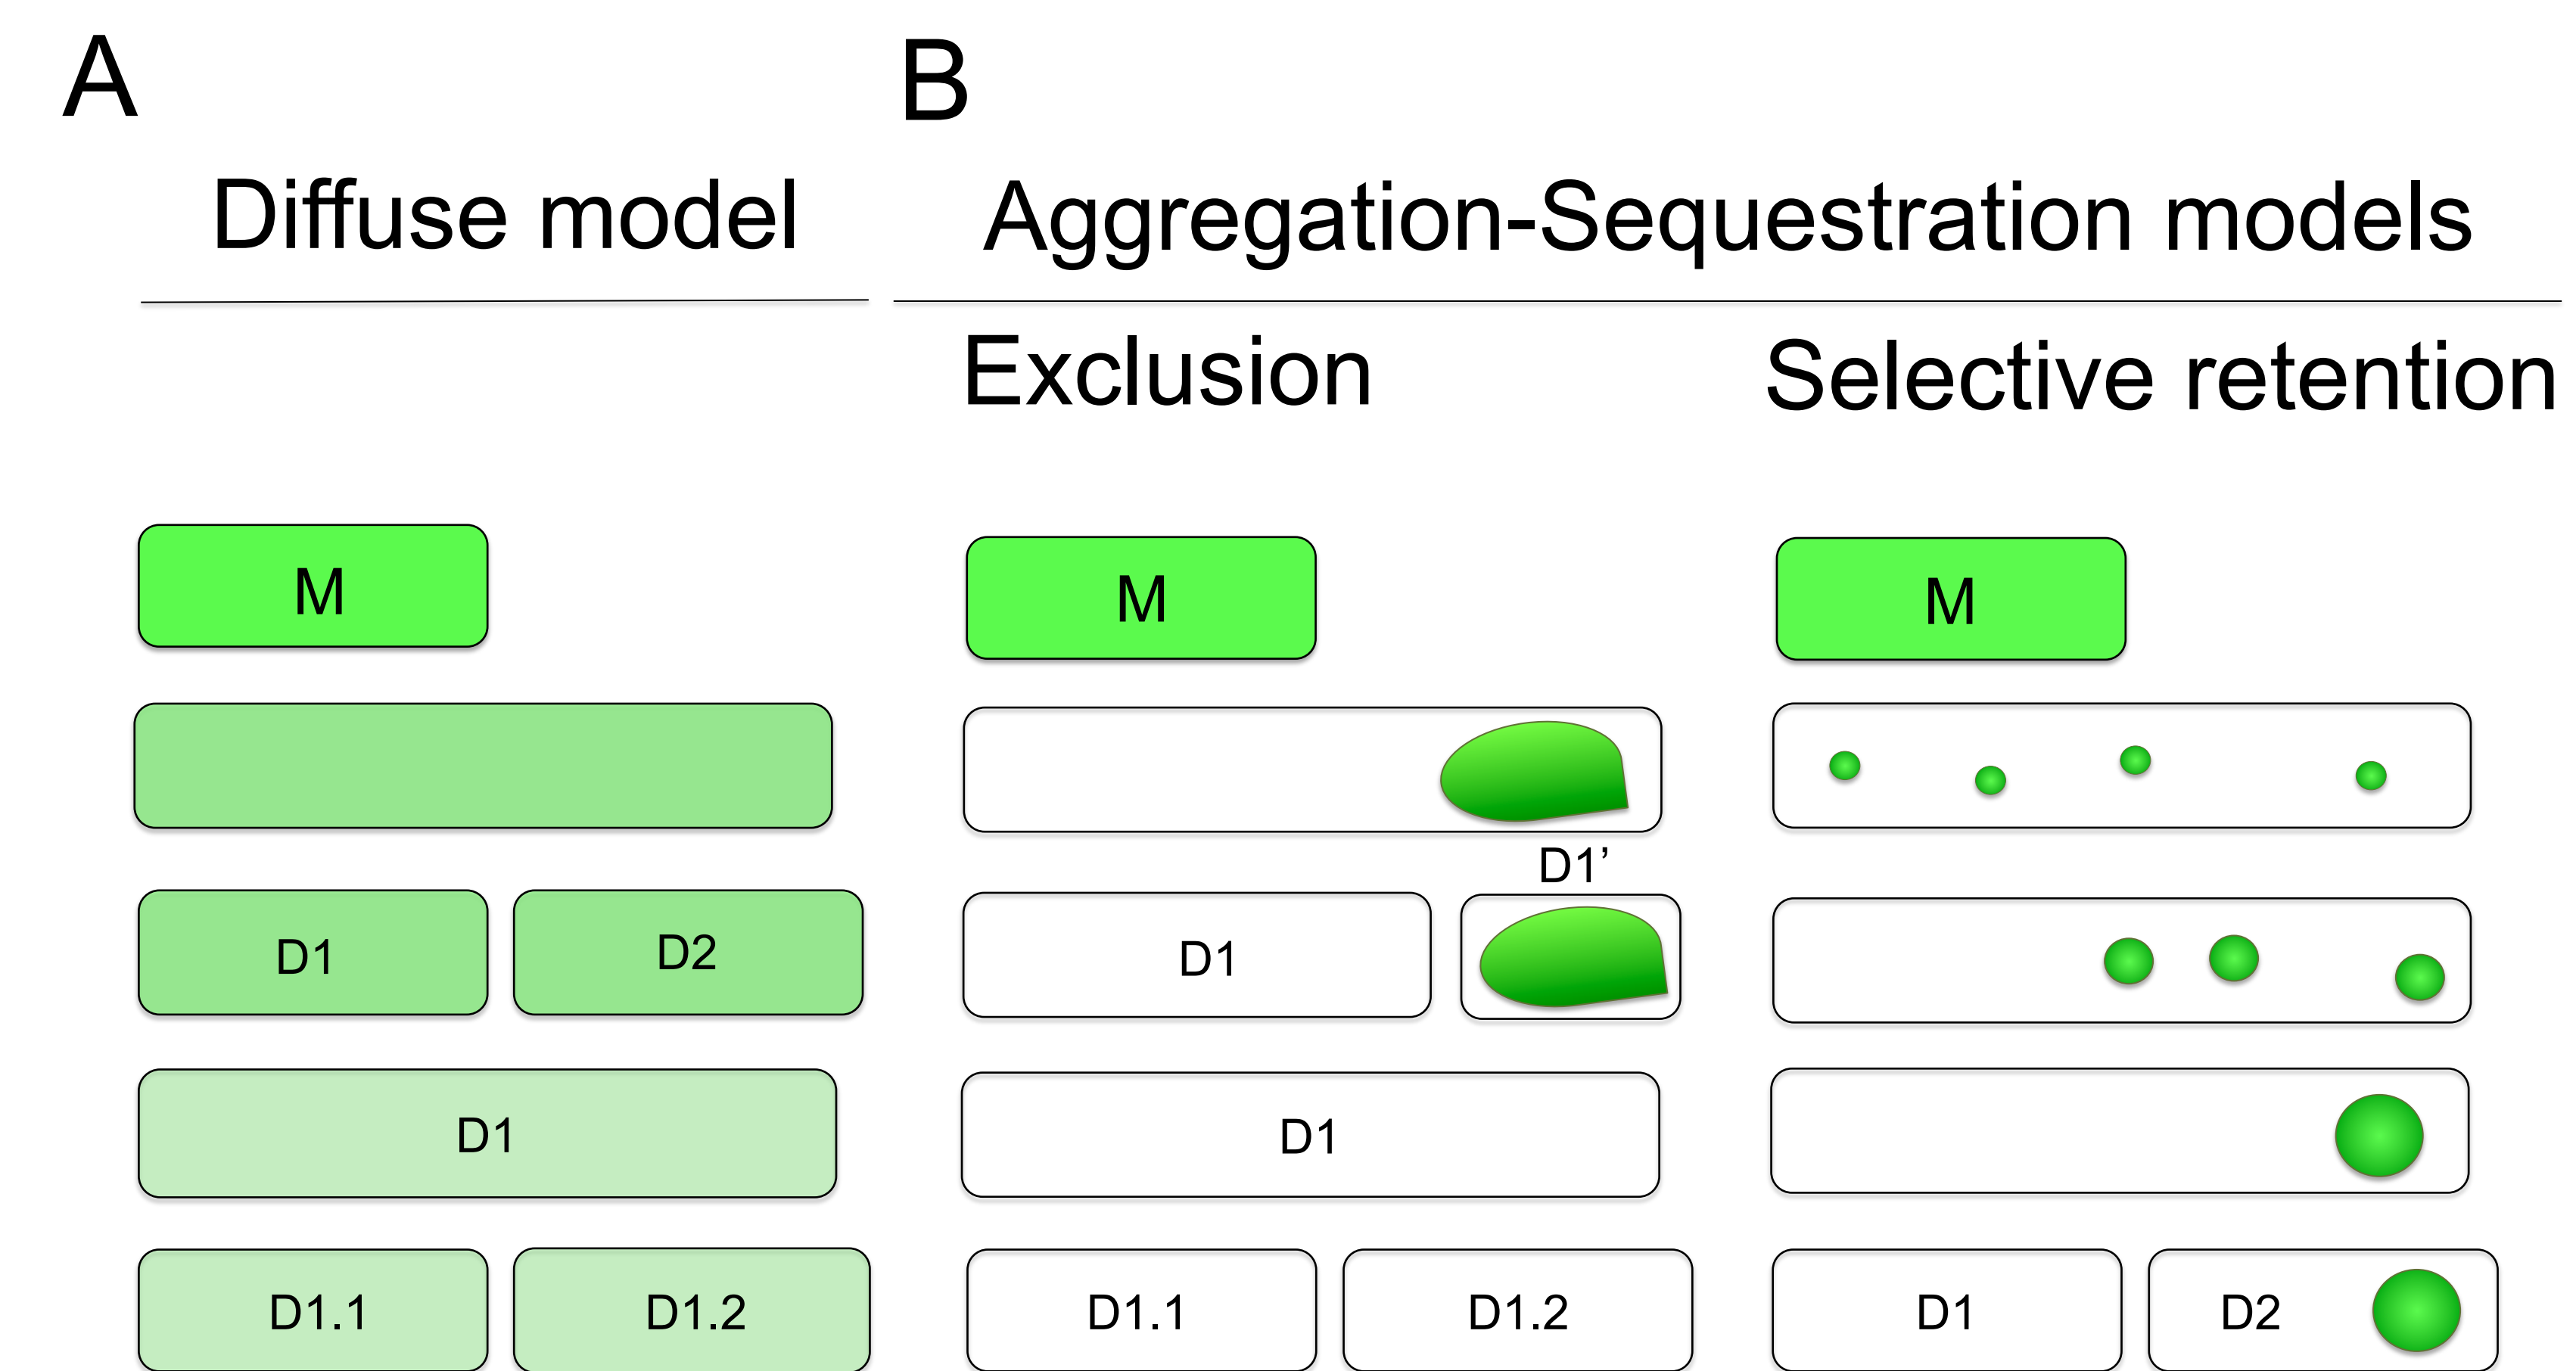 A
B
Diffuse model
Aggregation-Sequestration models
Exclusion
Selective retention
M
M
M
D1’
D1
D2
D1
D1
D1
D1.1
D1.2
D1.1
D1.2
D1
D2